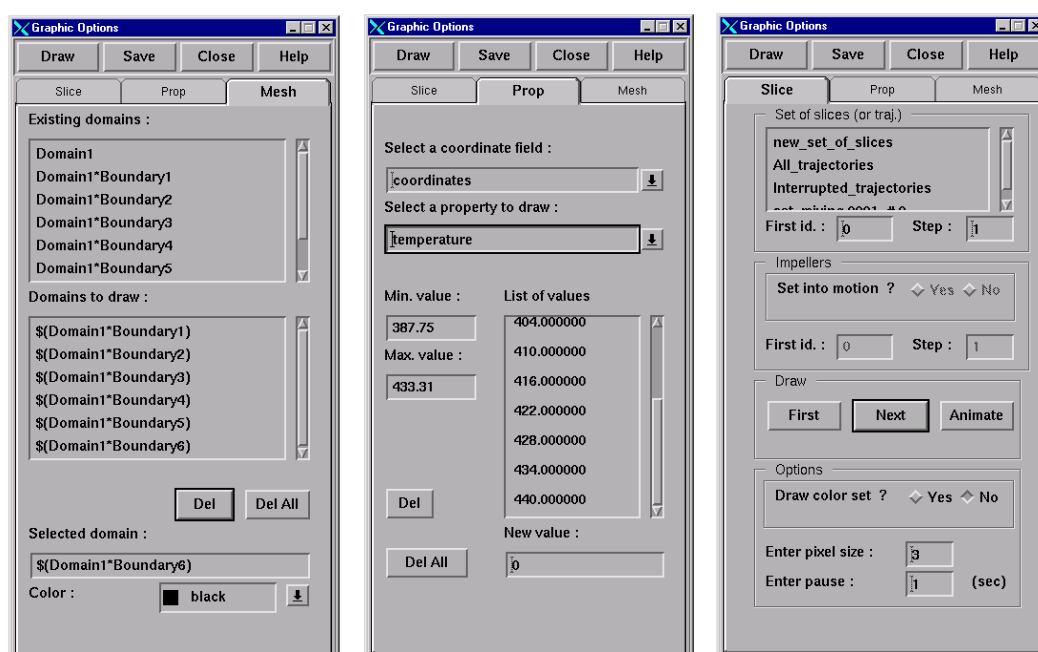 Graphic Options
Draw Save Close Help
Slice Prop Mesh
Existing domains :
Domain1
Domain1*Boundary1
Domain1*Boundary2
Domain1*Boundary3
Domain1*Boundary4
Domain1*Boundary5
Domains to draw :
$(Domain1*Boundary1)
$(Domain1*Boundary2)
$(Domain1*Boundary3)
$(Domain1*Boundary4)
$(Domain1*Boundary5)
$(Domain1*Boundary6)
Del Del All
Selected domain :
$(Domain1*Boundary6)
Color : black
Graphic Options
Draw Save Close Help
Slice Prop Mesh
Select a coordinate field :
coordinates
Select a property to draw :
temperature
Min. value :
387.75
Max. value :
433.31
List of values
404.000000
410.000000
416.000000
422.000000
428.000000
434.000000
440.000000
Del
New value :
Del All 0
Graphic Options
Draw Save Close Help
Slice Prop Mesh
Set of slices (or traj.)
new_set_of_slices
All_trajectories
Interrupted_trajectories
First id. : 0 Step : 1
Impellers
Set into motion ? Yes No
First id. : 0 Step : 1
Draw
First Next Animate
Options
Draw color set ? Yes No
Enter pixel size : 3
Enter pause : 1 (sec)